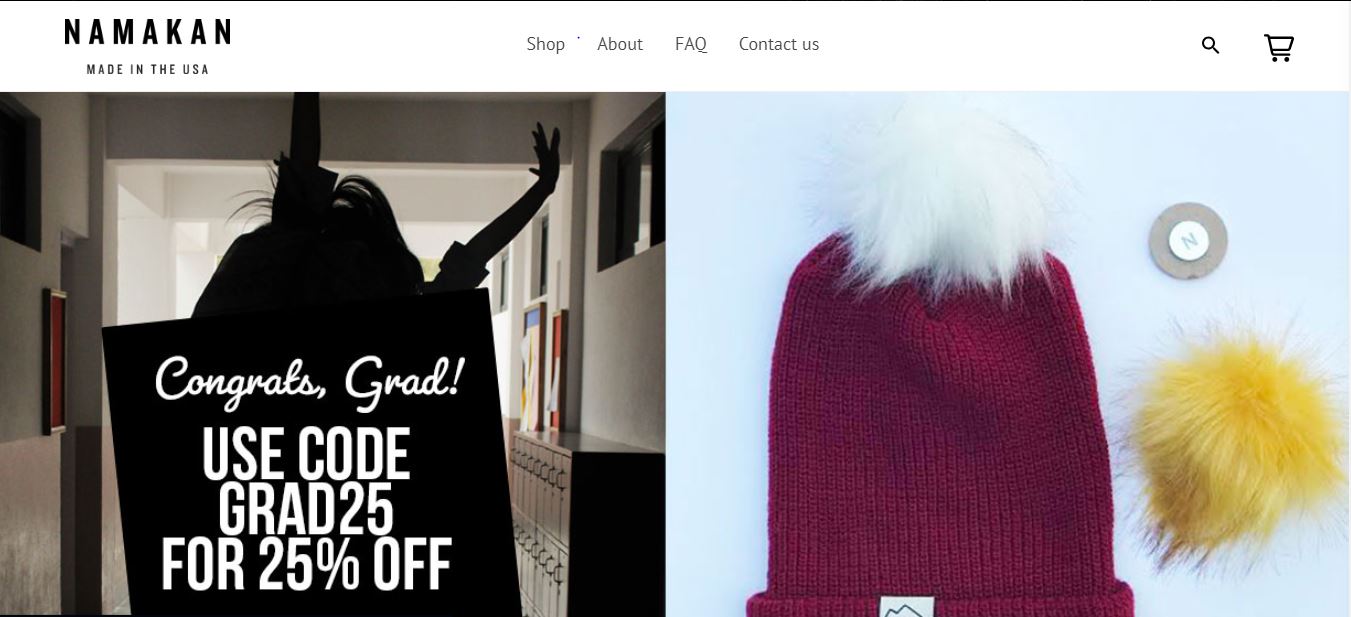 NAMAKAN
MADE IN THE USA
Shop About FAQ Contact us
Congrats, Grad!
USE CODE
GRAD25
FOR 25% OFF
N